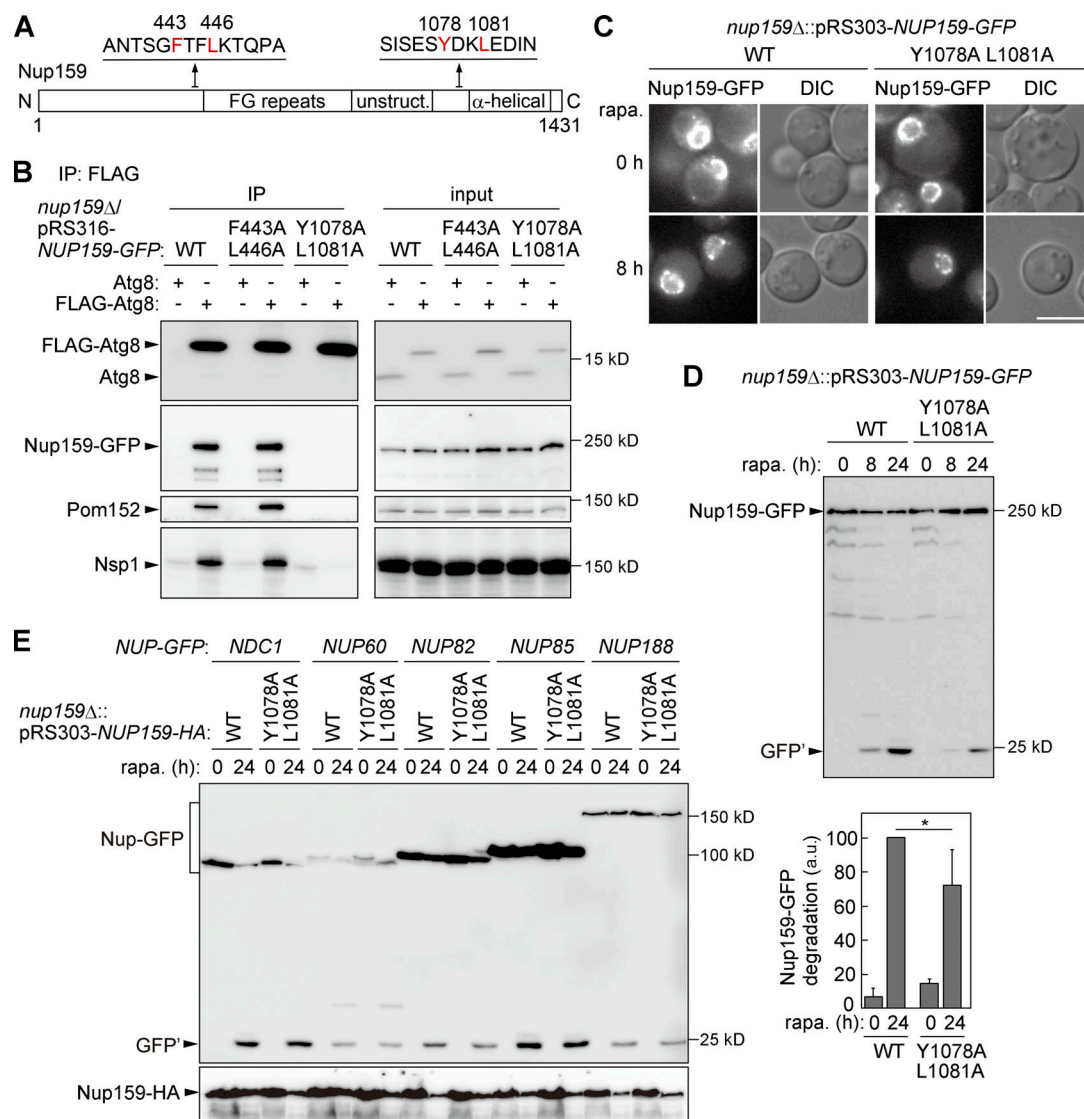 A
443 446
ANTSGFTFLKTQPA
1078 1081
SISESYDKLEDIN
Nup159
N FG repeats unstruct. α-helical C
1 1431
B
IP: FLAG
IP input
nup159Δ/
pRS316-
NUP159-GFP:
WT F443A L446A Y1078A L1081A WT F443A L446A Y1078A L1081A
Atg8: + - + - + - + - + - + -
FLAG-Atg8: - + - + - + - + - + - +
FLAG-Atg8
15 kD
Atg8
Nup159-GFP
250 kD
Pom152
150 kD
Nsp1
150 kD
C
nup159Δ::pRS303-NUP159-GFP
WT Y1078A L1081A
Nup159-GFP DIC Nup159-GFP DIC
rapa.
0 h
8 h
D
nup159Δ::pRS303-NUP159-GFP
WT Y1078A L1081A
rapa. (h): 0 8 24 0 8 24
Nup159-GFP 250 kD
GFP' 25 kD
*
Nup159-GFP
degradation (a.u.)
100
80
60
40
20
0
rapa. (h): 0 24 0 24
WT Y1078A
L1081A
E
NUP-GFP: NDC1 NUP60 NUP82 NUP85 NUP188
nup159Δ::
pRS303-NUP159-HA:
WT Y1078A L1081A WT Y1078A L1081A WT Y1078A L1081A WT Y1078A L1081A WT Y1078A L1081A
rapa. (h): 0 24 0 24 0 24 0 24 0 24 0 24 0 24 0 24 0 24 0 24
Nup-GFP
150 kD
100 kD
GFP' 25 kD
Nup159-HA